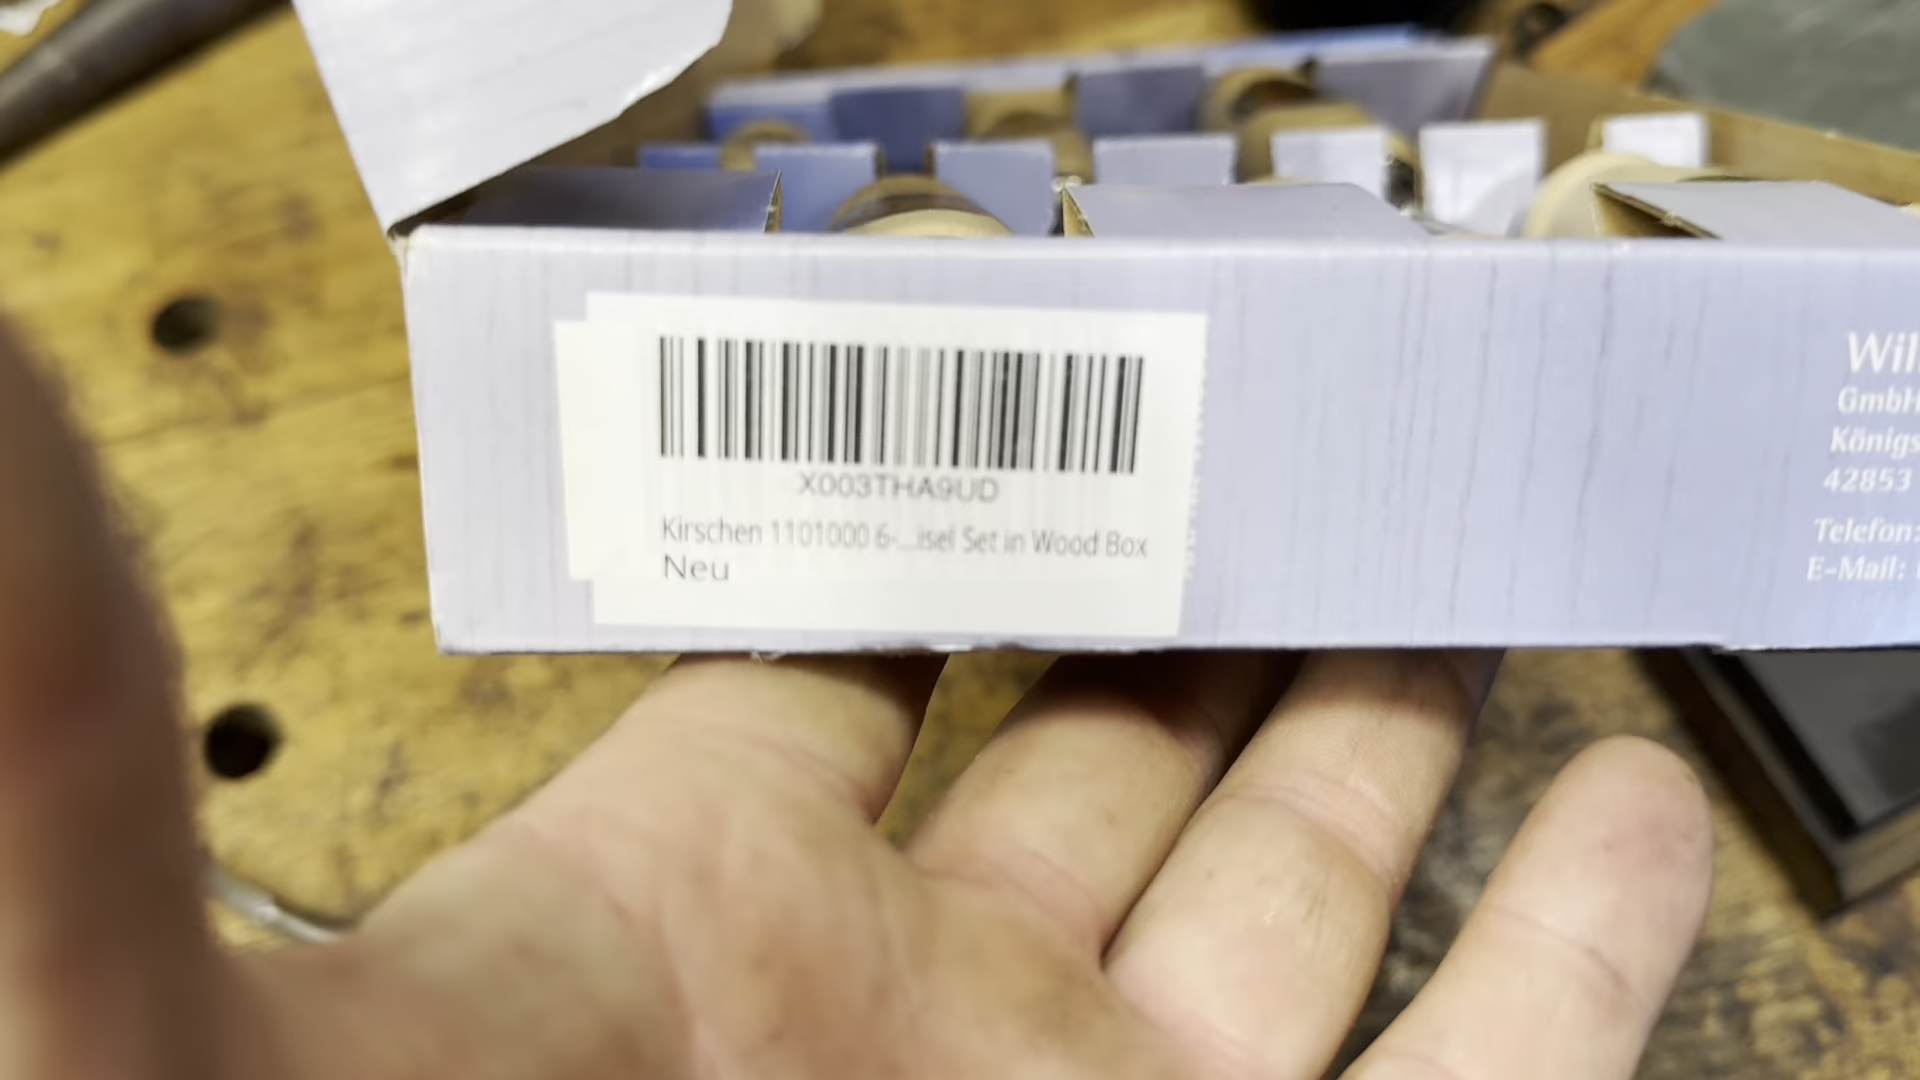 X003THA9UD
Kirschen 1101000 6-...isel Set in Wood Box
Neu
Wil
GmbH
Königs
42853
Telefon:
E-Mail: